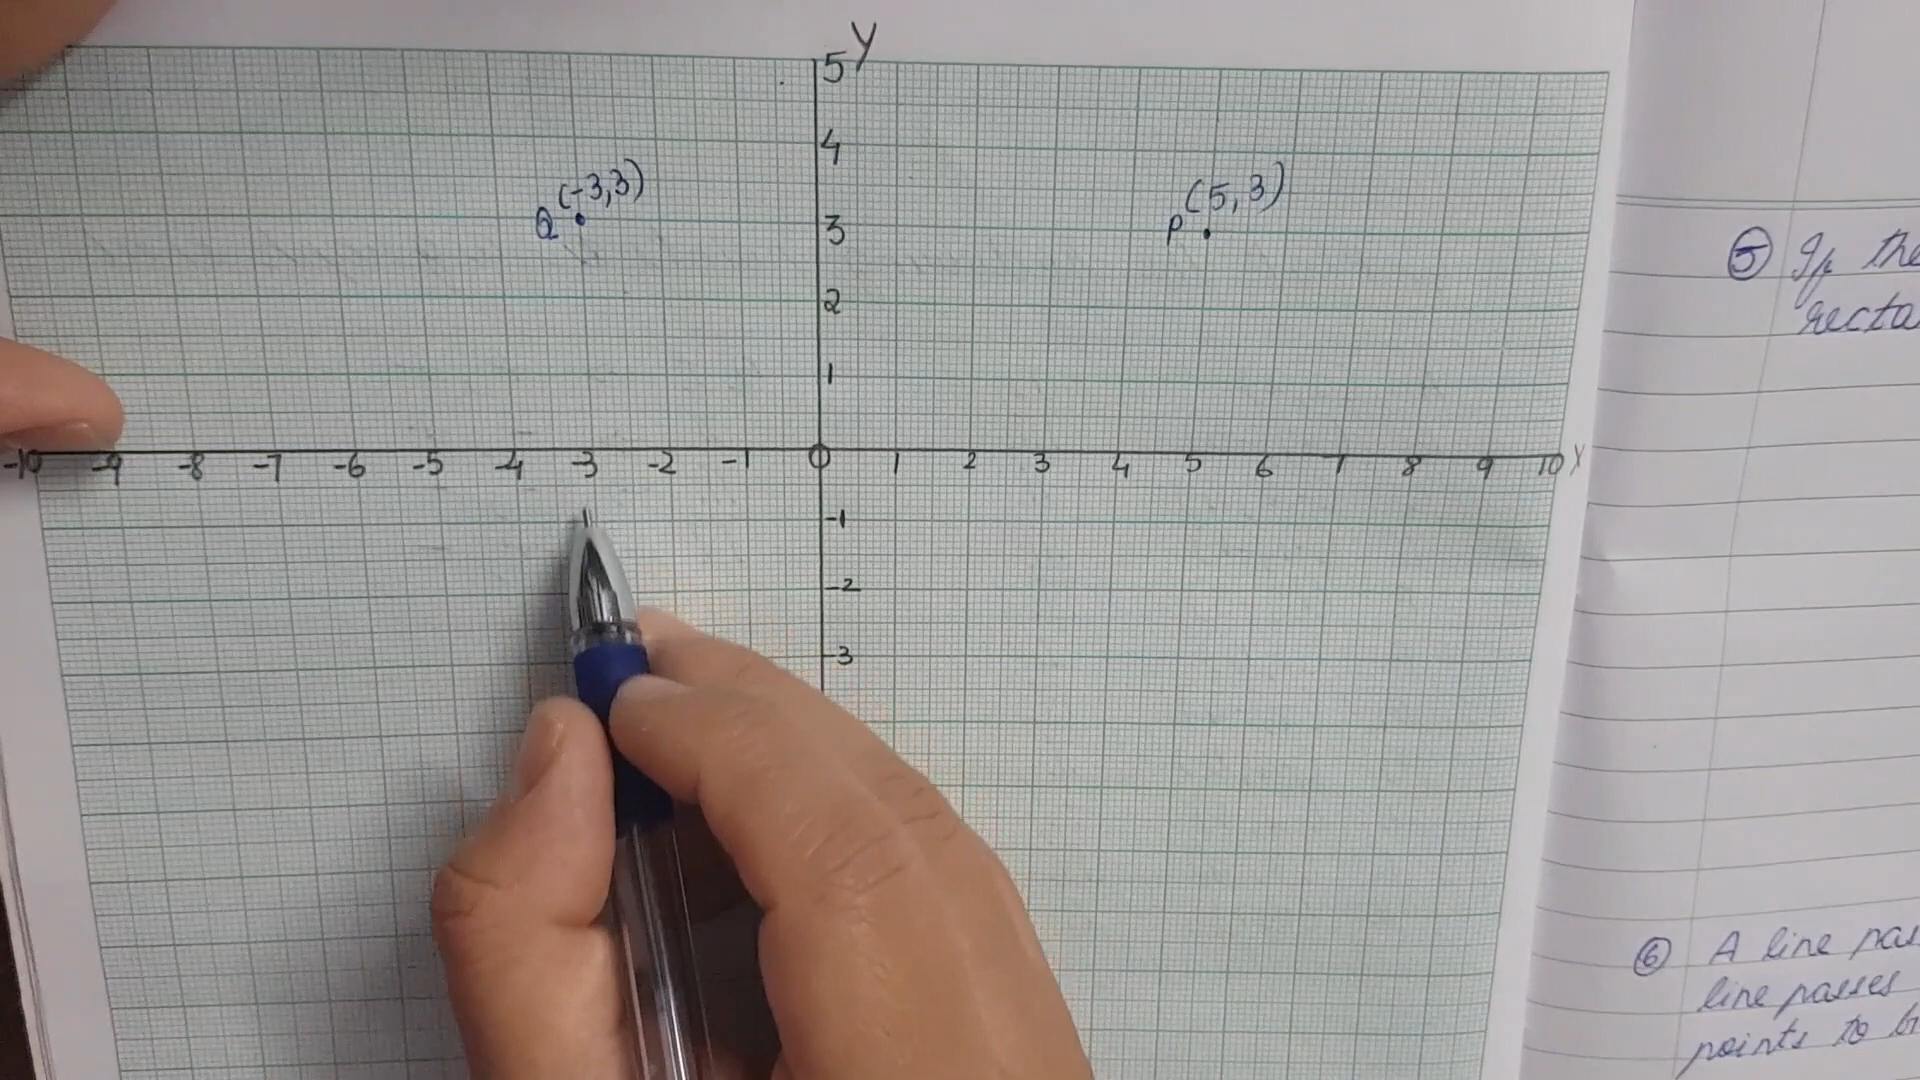 Y
5
4
(-3,3)
Q
(5,3)
P
3
2
1
-10 -9 -8 -7 -6 -5 -4 -3 -2 -1 0 1 2 3 4 5 6 7 8 9 10 X
-1
-2
-3
5 If the
recta
6 A line pas
line passes
points to